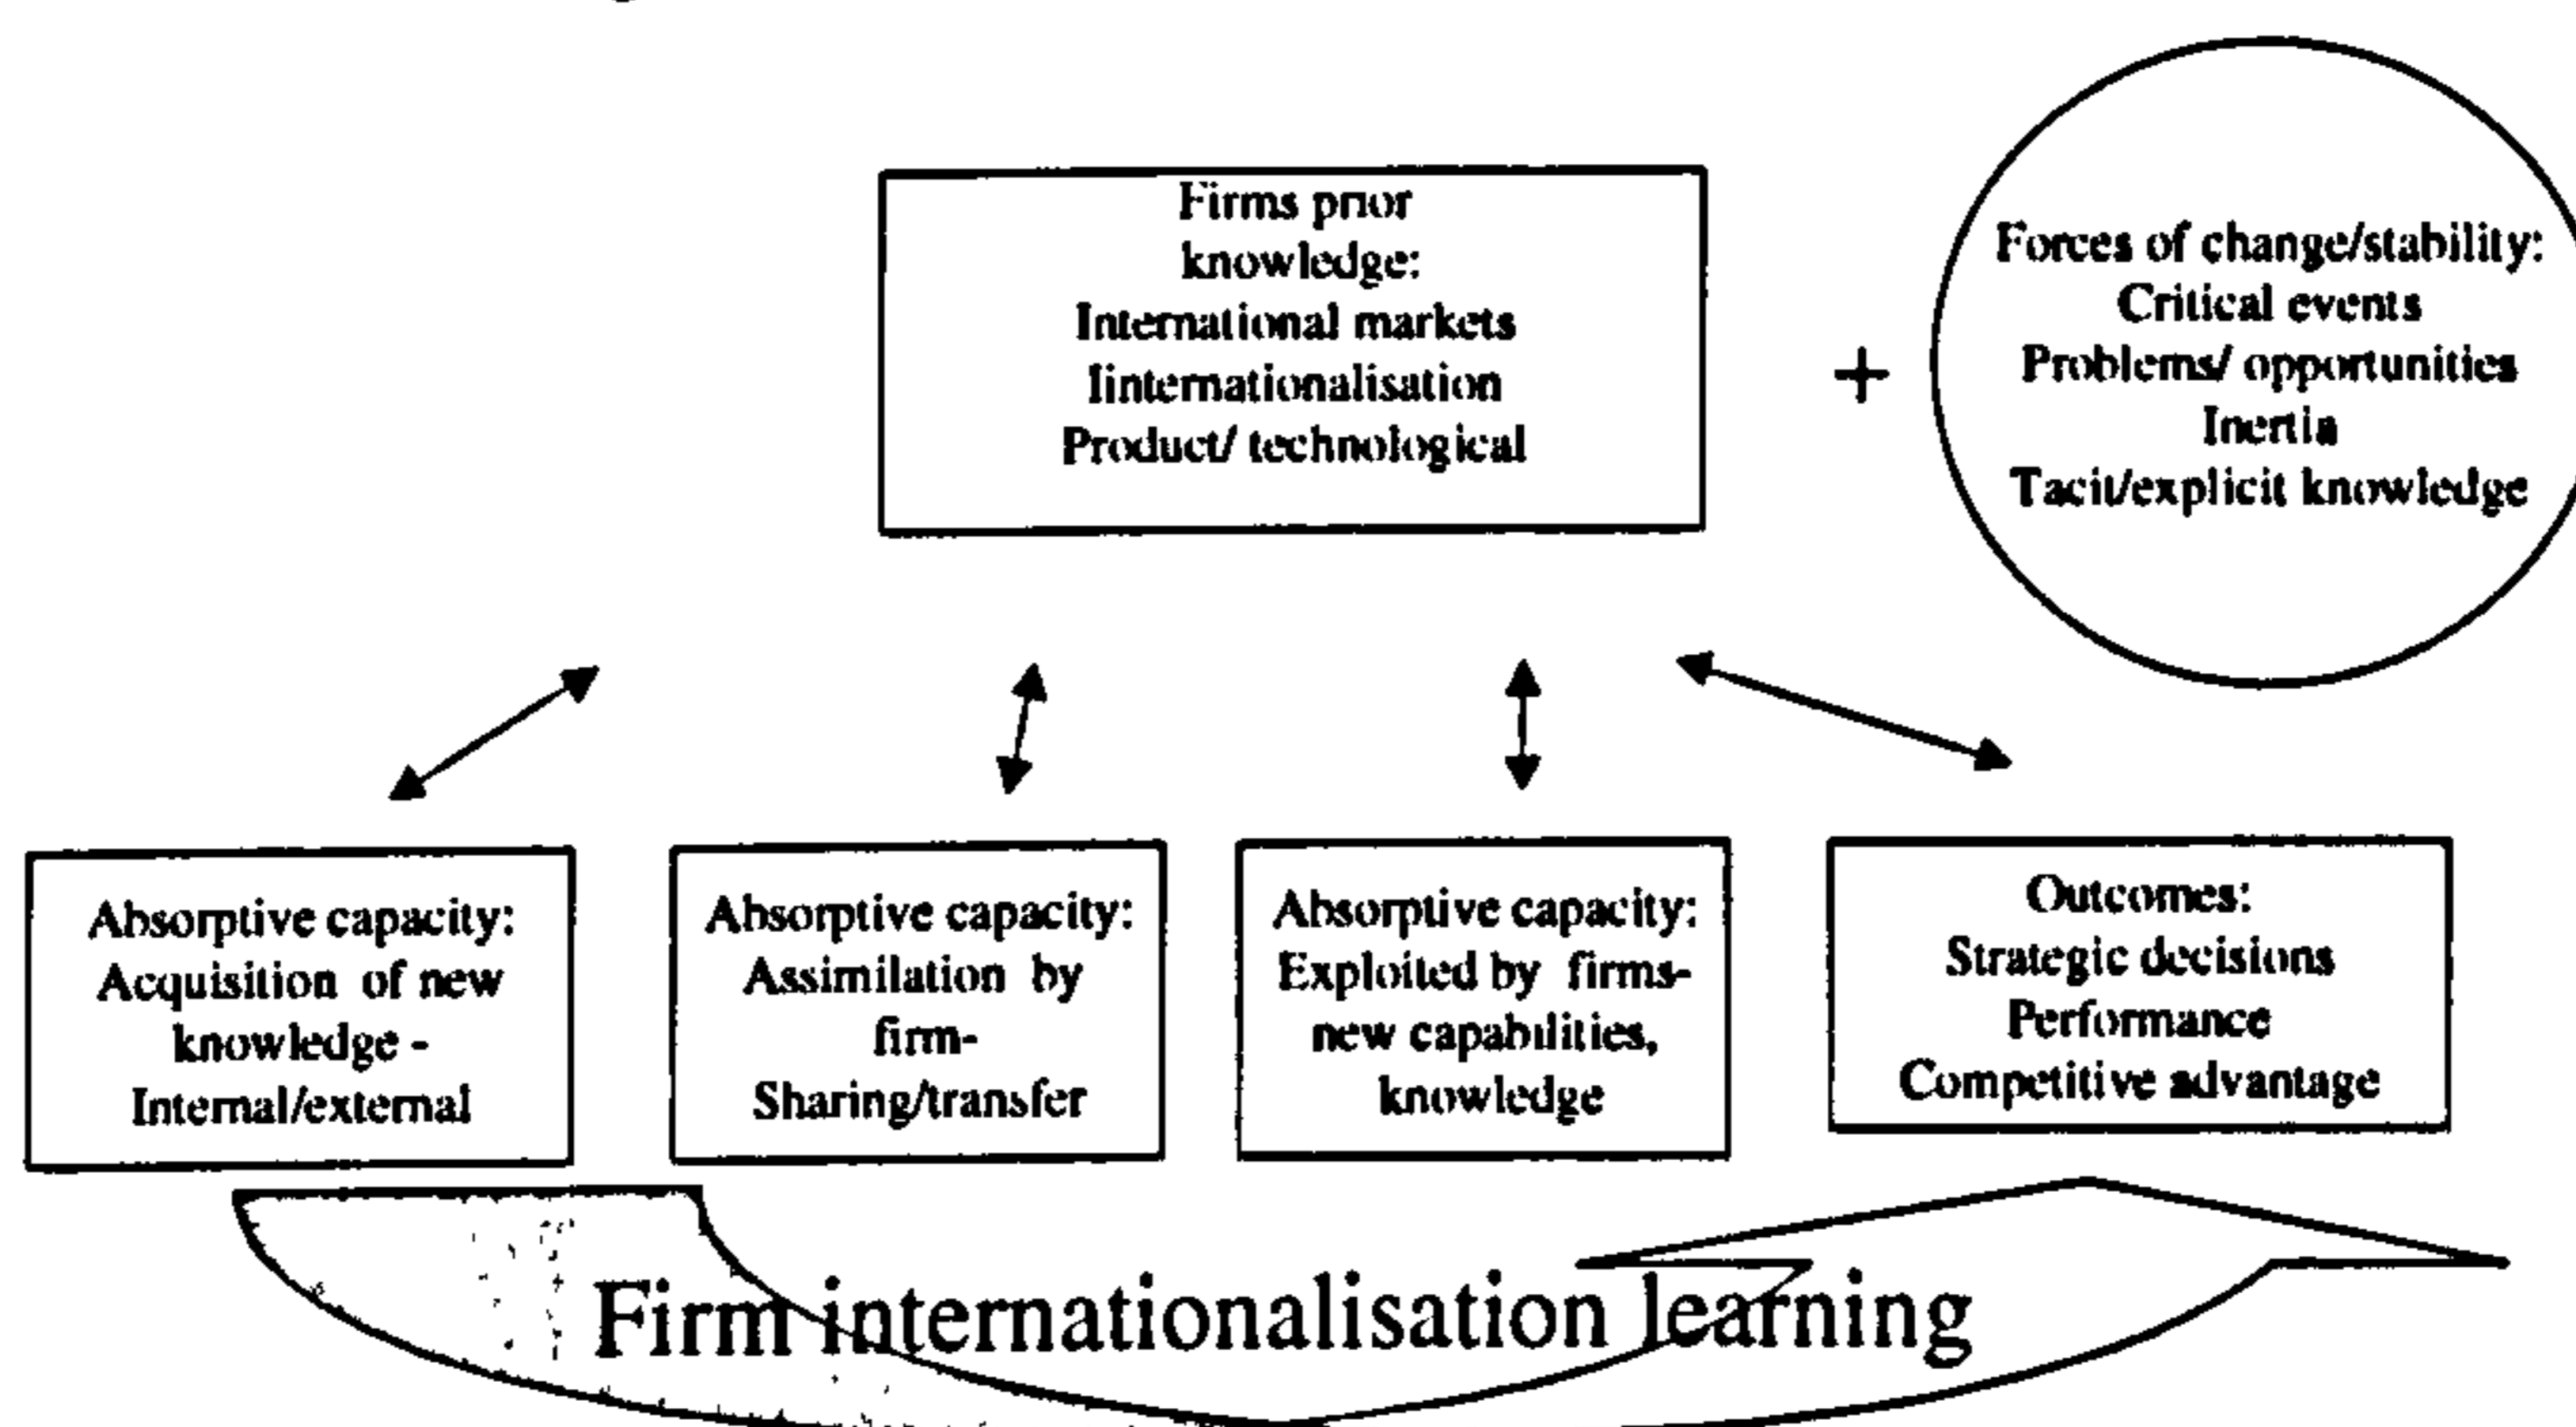 Firms prior
knowledge:
International markets
Iinternationalisation
Product/ technological
+
Forces of change/stability:
Critical events
Problems/ opportunities
Inertia
Tacit/explicit knowledge
Absorptive capacity:
Acquisition of new
knowledge -
Internal/external
Absorptive capacity:
Assimilation by
firm-
Sharing/transfer
Absorptive capacity:
Exploited by firms-
new capabilities,
knowledge
Outcomes:
Strategic decisions
Performance
Competitive advantage
Firm internationalisation learning